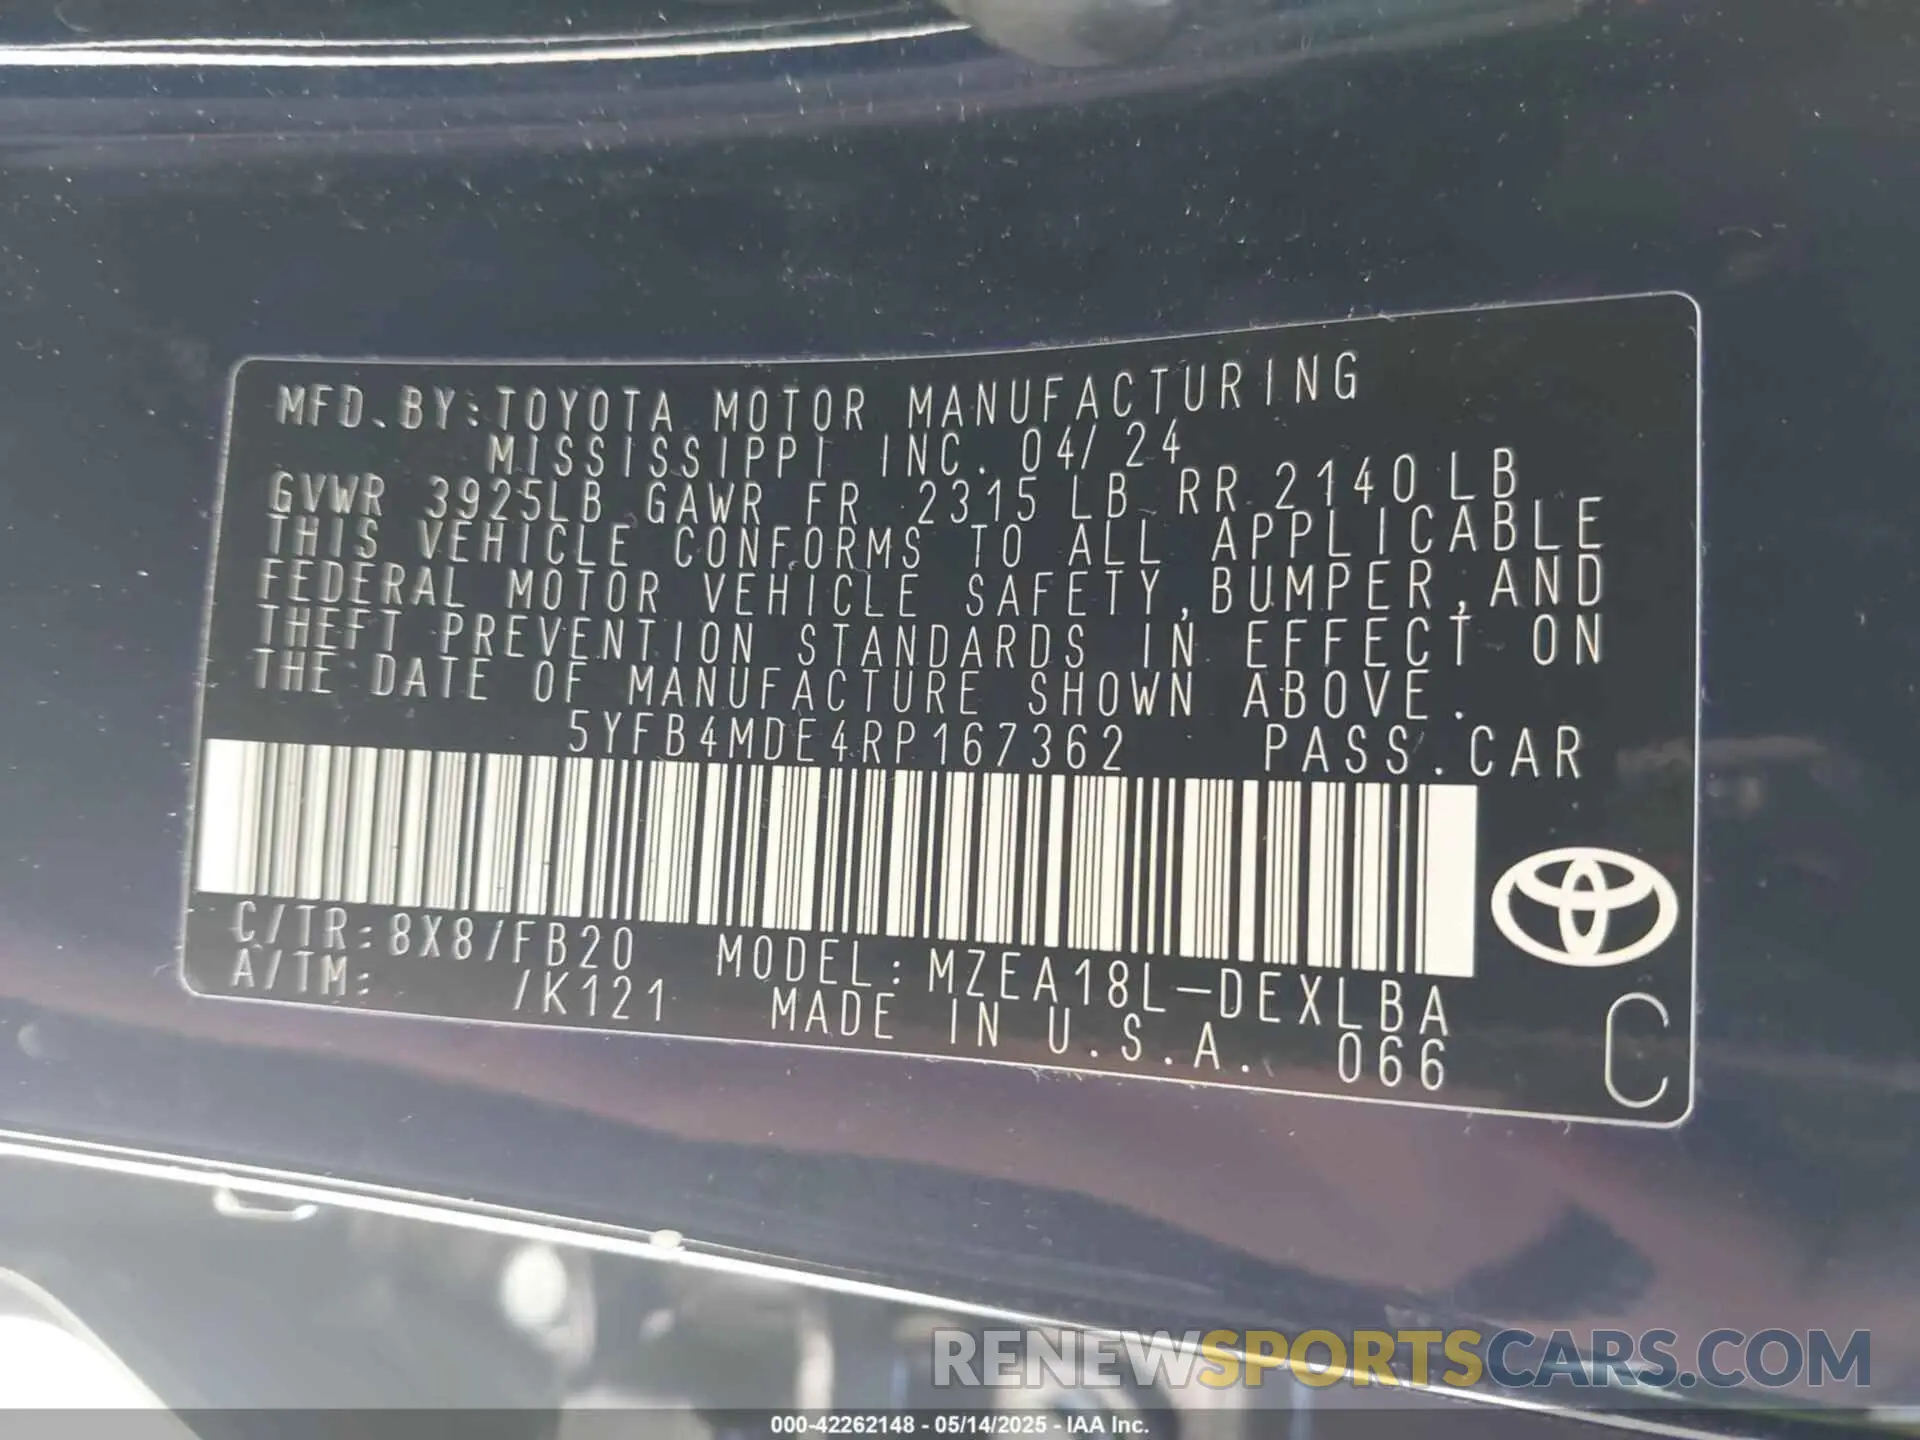 MFD.BY:TOYOTA MOTOR MANUFACTURING
MISSISSIPPI INC. 04/24
GVWR 3925LB GAWR FR 2315 LB RR 2140 LB
THIS VEHICLE CONFORMS TO ALL APPLICABLE
FEDERAL MOTOR VEHICLE SAFETY,BUMPER,AND
THEFT PREVENTION STANDARDS IN EFFECT ON
THE DATE OF MANUFACTURE SHOWN ABOVE.
5YFB4MDE4RP167362 PASS.CAR
C/TR:8X8/FB20 MODEL:MZEA18L-DEXLBA
A/TM: /K121 MADE IN U.S.A. 066
C
RENEWSPORTSCARS.COM
000-42262148 - 05/14/2025 - IAA Inc.